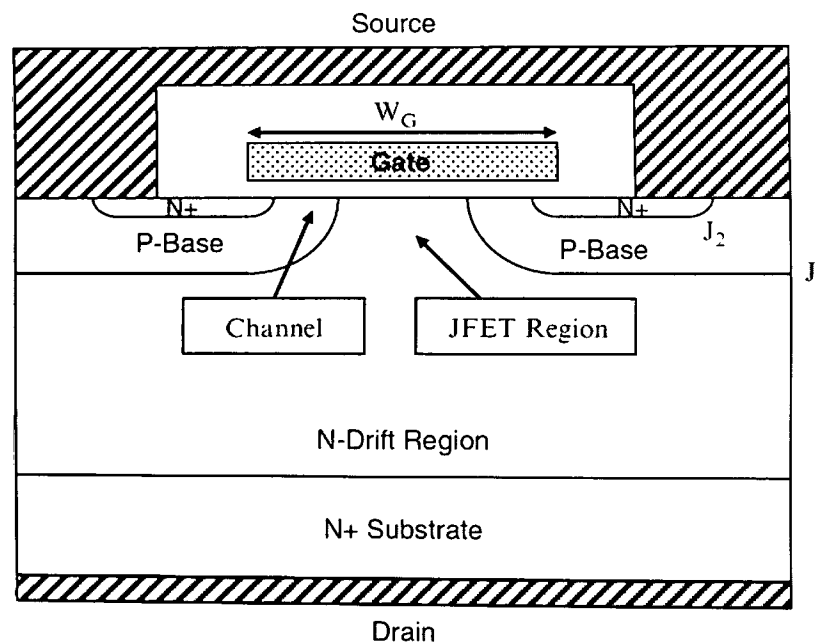 Source
W_G
Gate
N+ N+
P-Base P-Base J_2
J
Channel JFET Region
N-Drift Region
N+ Substrate
Drain